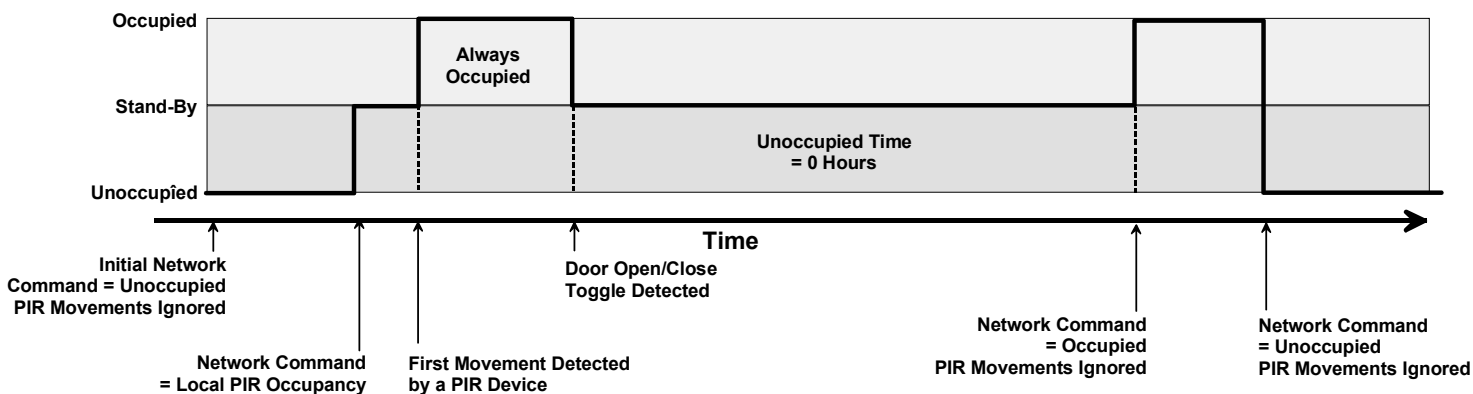 Occupied
Always
Occupied
Stand-By
Unoccupied Time
= 0 Hours
Unoccupîed
Time
Initial Network
Command = Unoccupied
PIR Movements Ignored
Network Command
= Local PIR Occupancy
First Movement Detected
by a PIR Device
Door Open/Close
Toggle Detected
Network Command
= Occupied
PIR Movements Ignored
Network Command
= Unoccupied
PIR Movements Ignored